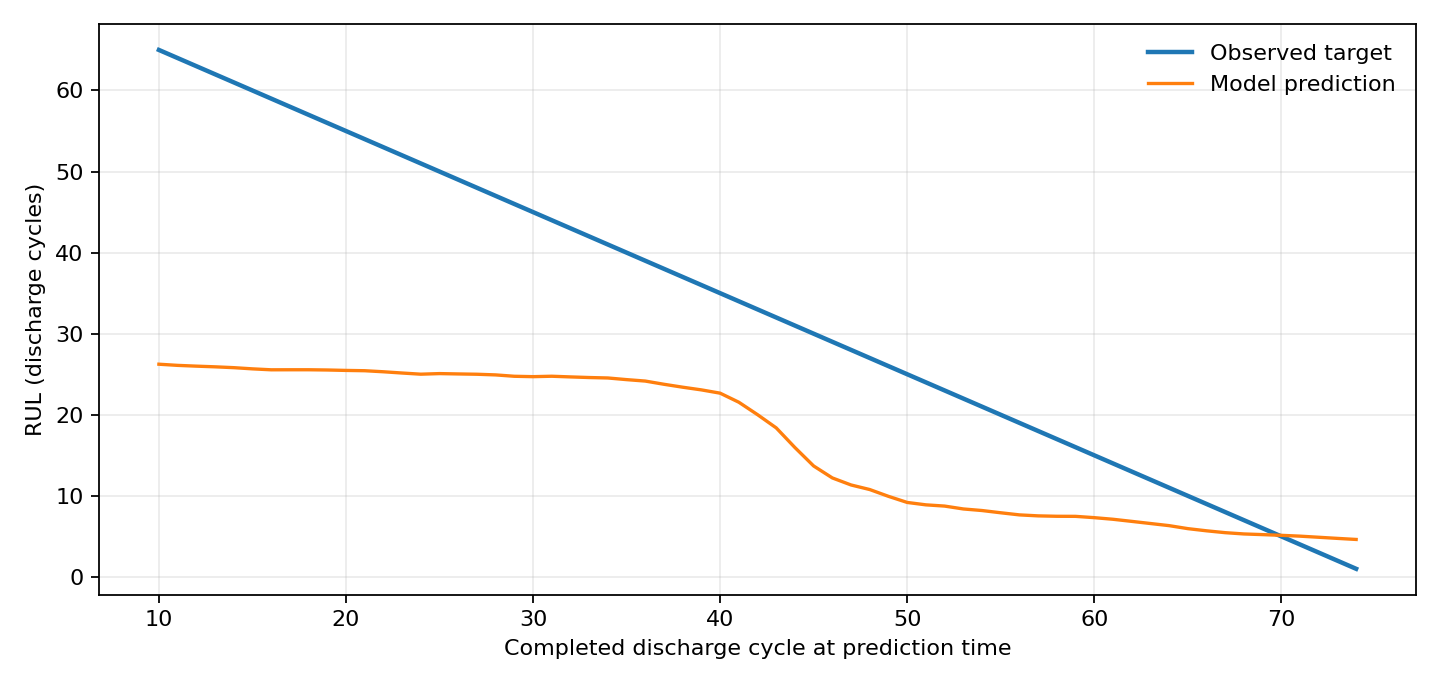 Observed target
Model prediction
RUL (discharge cycles)
60
50
40
30
20
10
0
10 20 30 40 50 60 70
Completed discharge cycle at prediction time